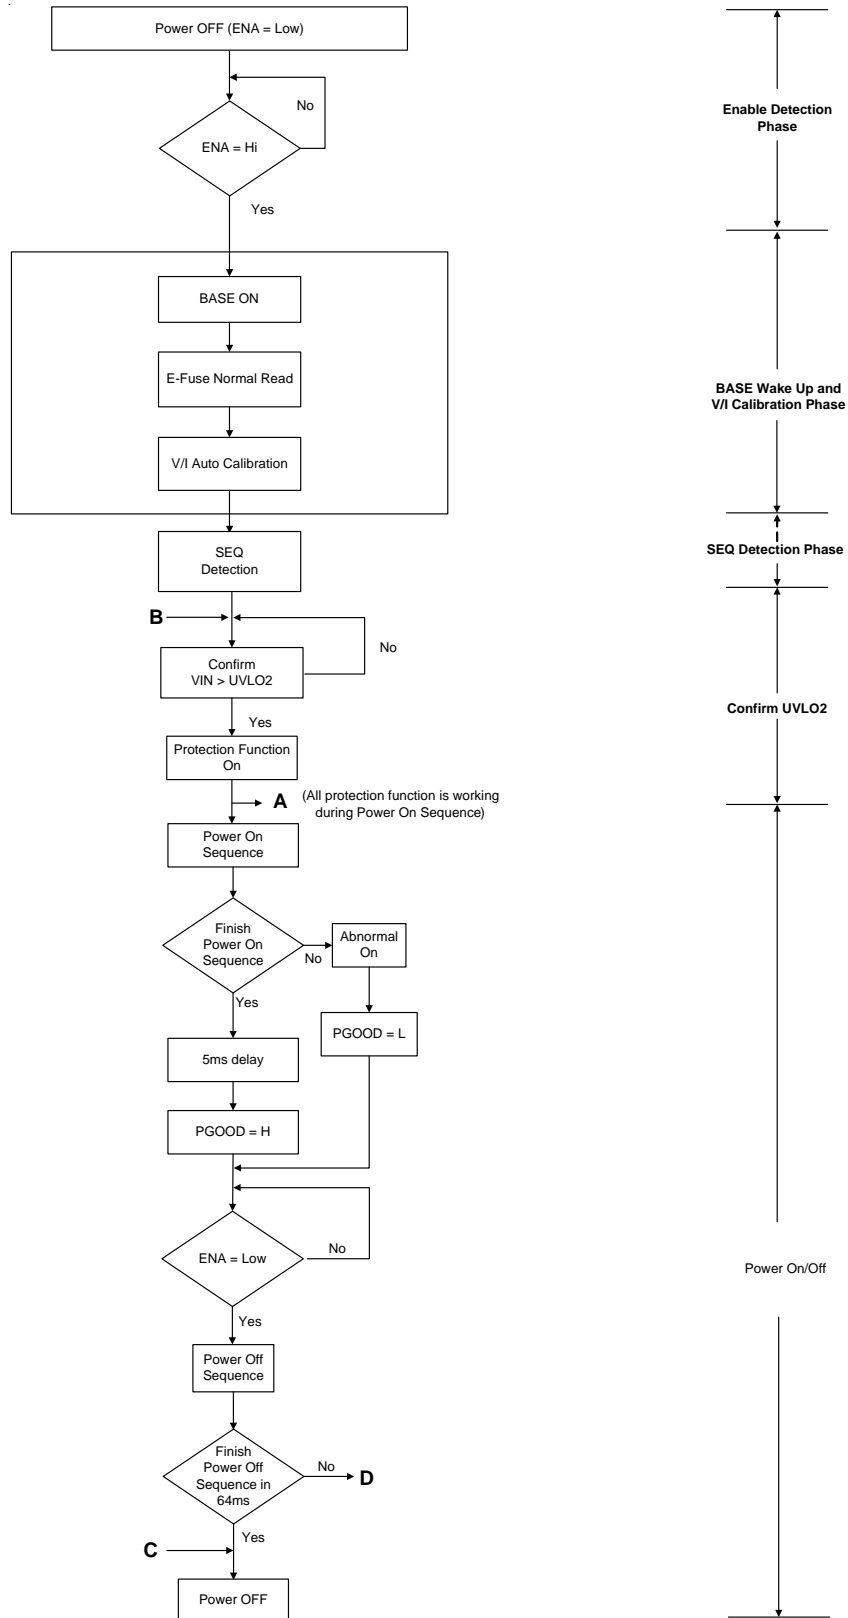 Power OFF (ENA = Low)
No
Enable Detection
Phase
ENA = Hi
Yes
BASE ON
E-Fuse Normal Read
BASE Wake Up and
V/I Calibration Phase
V/I Auto Calibration
SEQ
Detection
SEQ Detection Phase
B
No
Confirm
VIN > UVLO2
Confirm UVLO2
Yes
Protection Function
On
A
(All protection function is working
during Power On Sequence)
Power On
Sequence
Finish
Power On
Sequence
No
Abnormal
On
Yes
PGOOD = L
5ms delay
PGOOD = H
ENA = Low
No
Power On/Off
Yes
Power Off
Sequence
Finish
Power Off
Sequence in
64ms
No
D
Yes
C
Power OFF